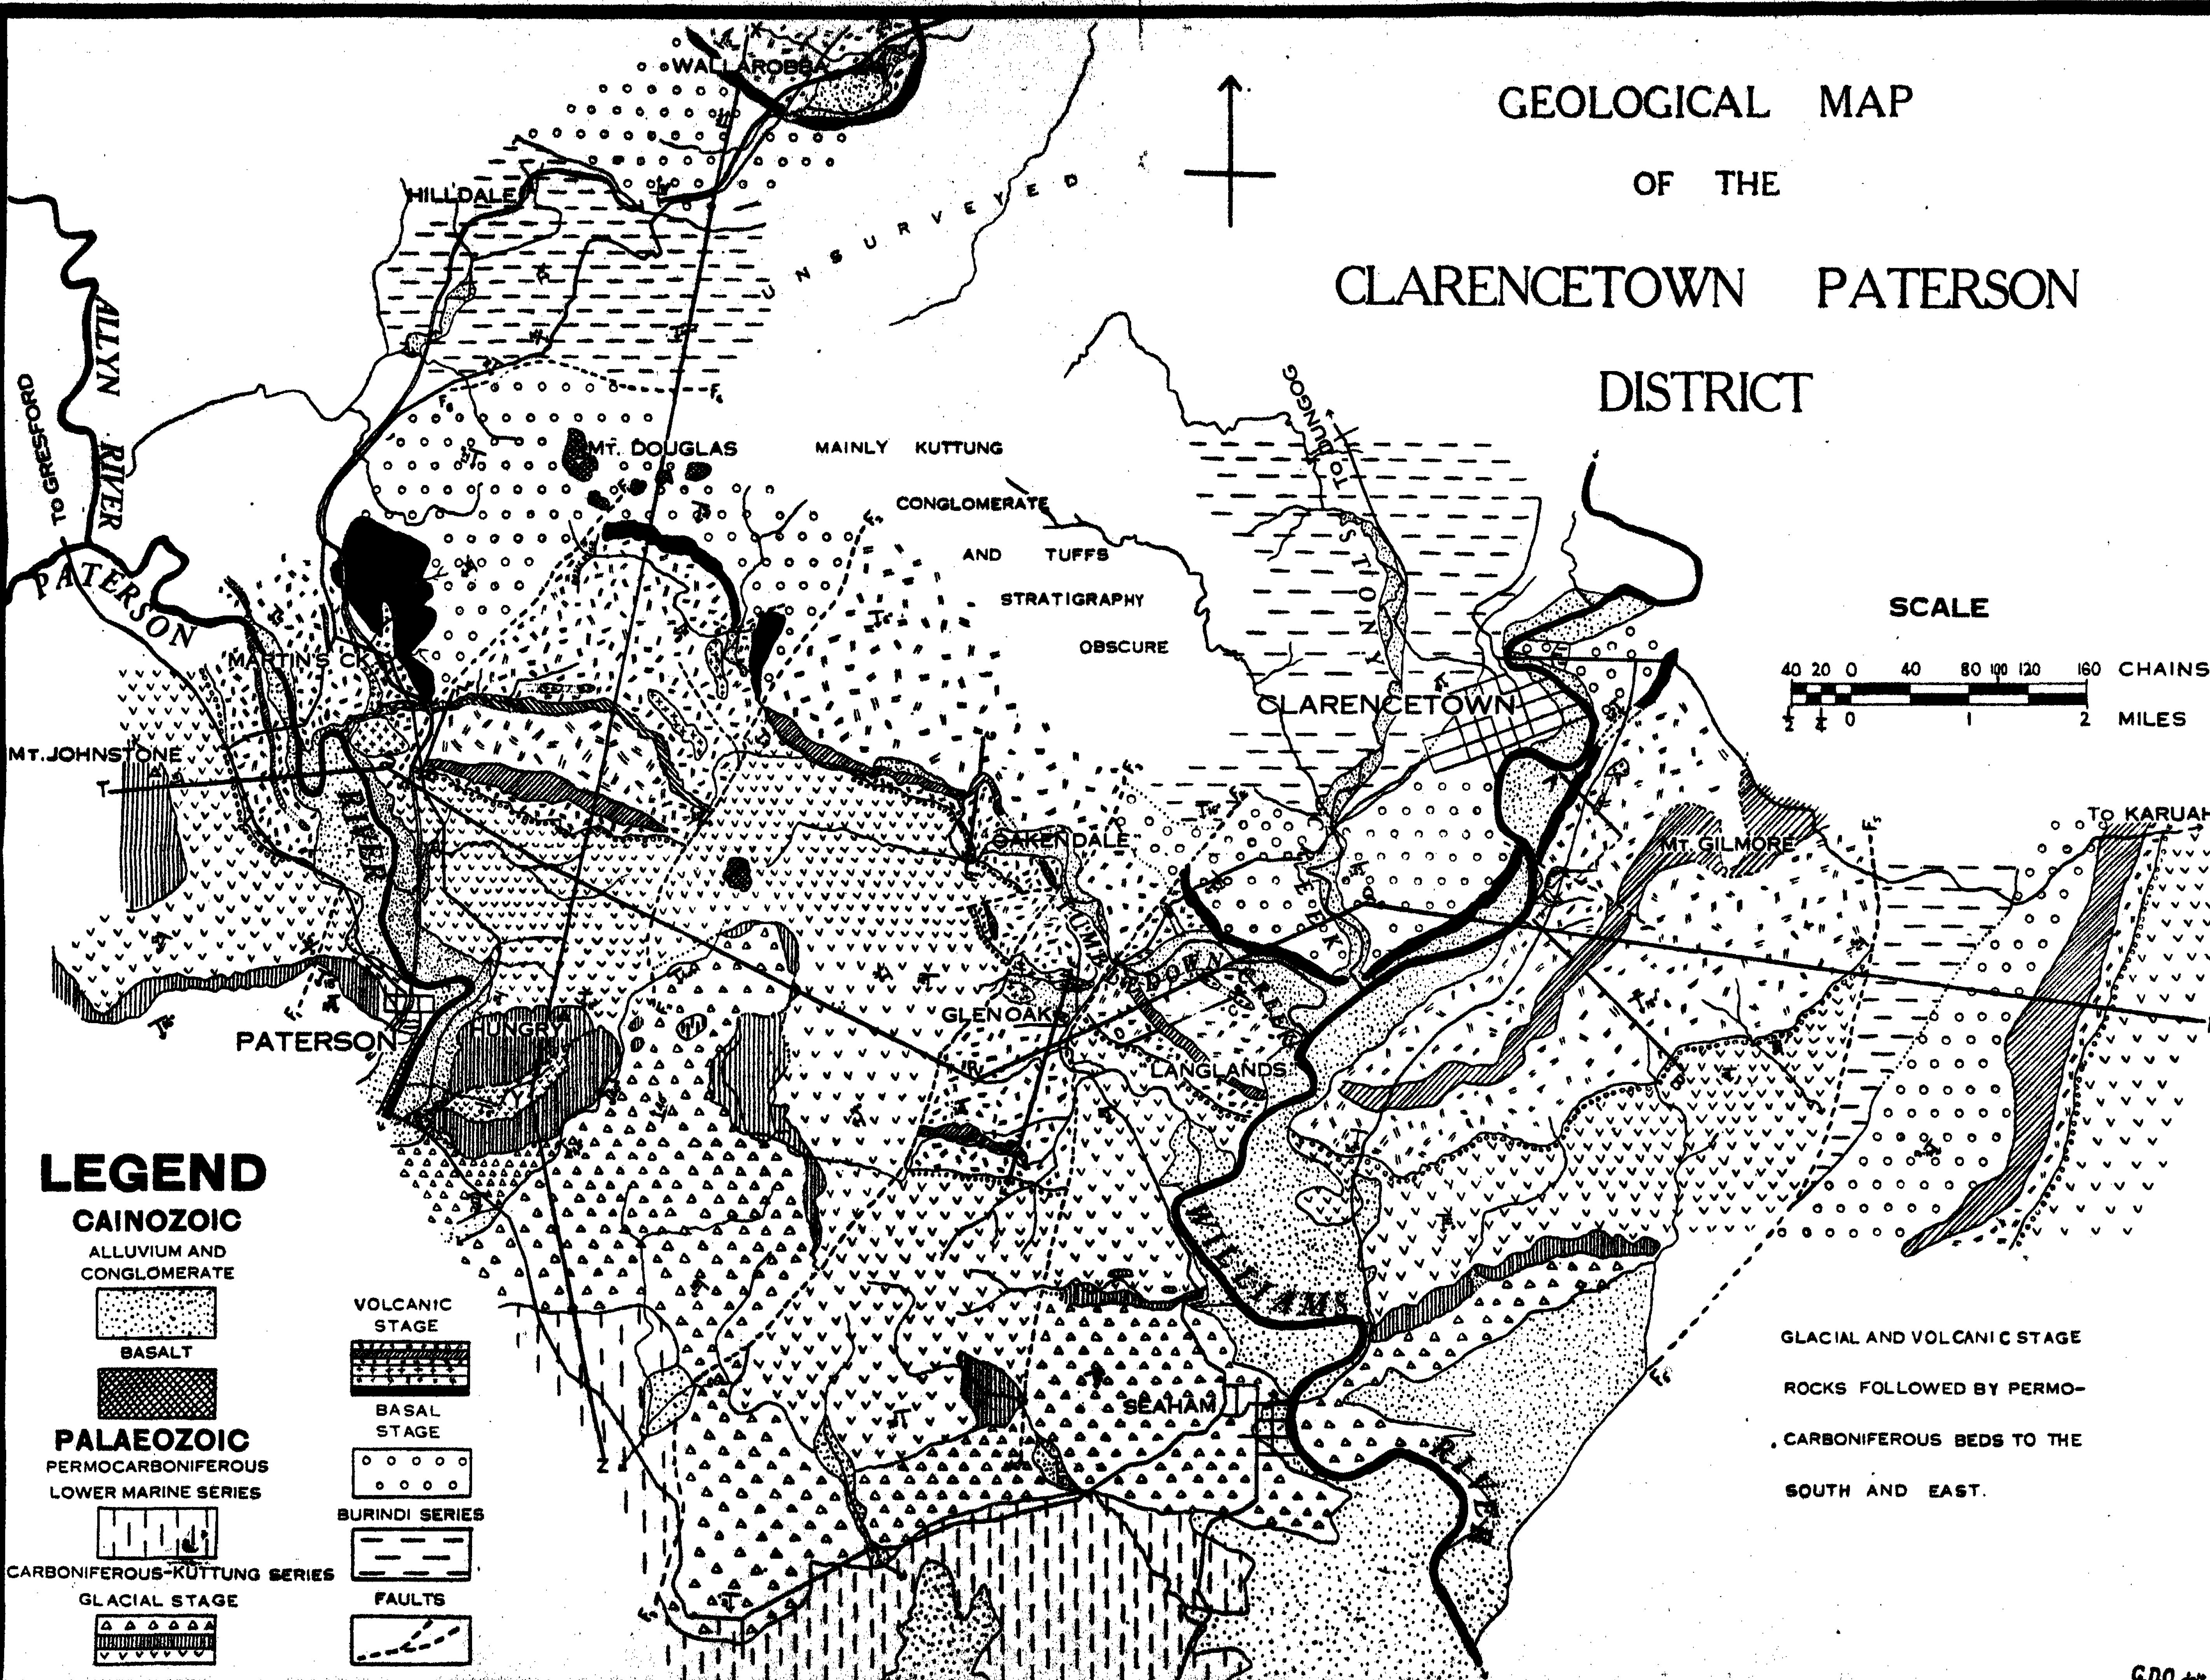 GEOLOGICAL MAP
OF THE
CLARENCETOWN PATERSON
DISTRICT
WALLAROBBA
HILLDALE
UNSURVEYED
ALLYN RIVER
TO GRESFORD
PATERSON
RIVER
MT. DOUGLAS
MAINLY KUTTUNG
CONGLOMERATE
AND TUFFS
STRATIGRAPHY
OBSCURE
TO DUNGOG
STONY
CREEK
SCALE
40 20 0 40 80 100 120 160 CHAINS
1/2 1/4 0 1 2 MILES
MARTIN'S CK
CLARENCETOWN
MT. JOHNSTONE
T
OAKENDALE
MT. GILMORE
TO KARUAH
TUMBLEDOWN CREEK
GLENOAK
PATERSON
HUNGRY
LANGLANDS
WILLIAMS
RIVER
SEAHAM
Z
LEGEND
CAINOZOIC
ALLUVIUM AND
CONGLOMERATE
BASALT
PALAEOZOIC
PERMOCARBONIFEROUS
LOWER MARINE SERIES
CARBONIFEROUS-KUTTUNG SERIES
GLACIAL STAGE
VOLCANIC
STAGE
BASAL
STAGE
BURINDI SERIES
FAULTS
GLACIAL AND VOLCANIC STAGE
ROCKS FOLLOWED BY PERMO-
CARBONIFEROUS BEDS TO THE
SOUTH AND EAST.